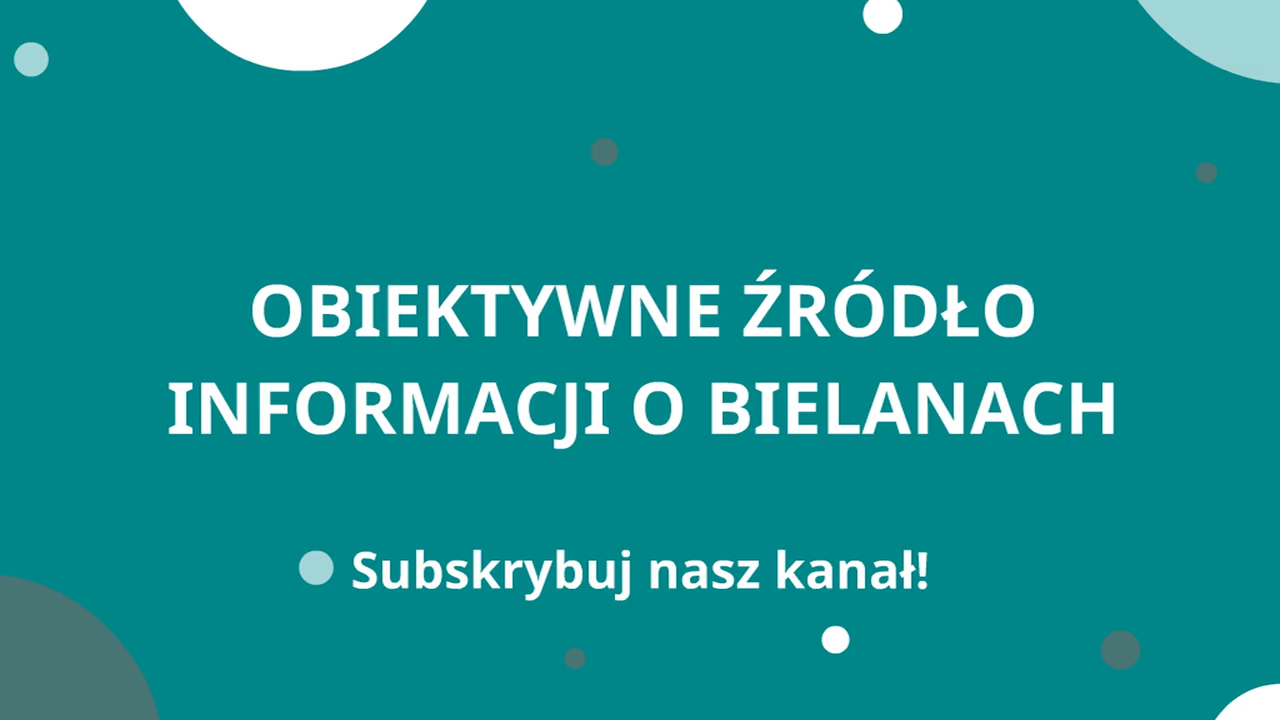 OBIEKTYWNE ŹRÓDŁO
INFORMACJI O BIELANACH
Subskrybuj nasz kanał!